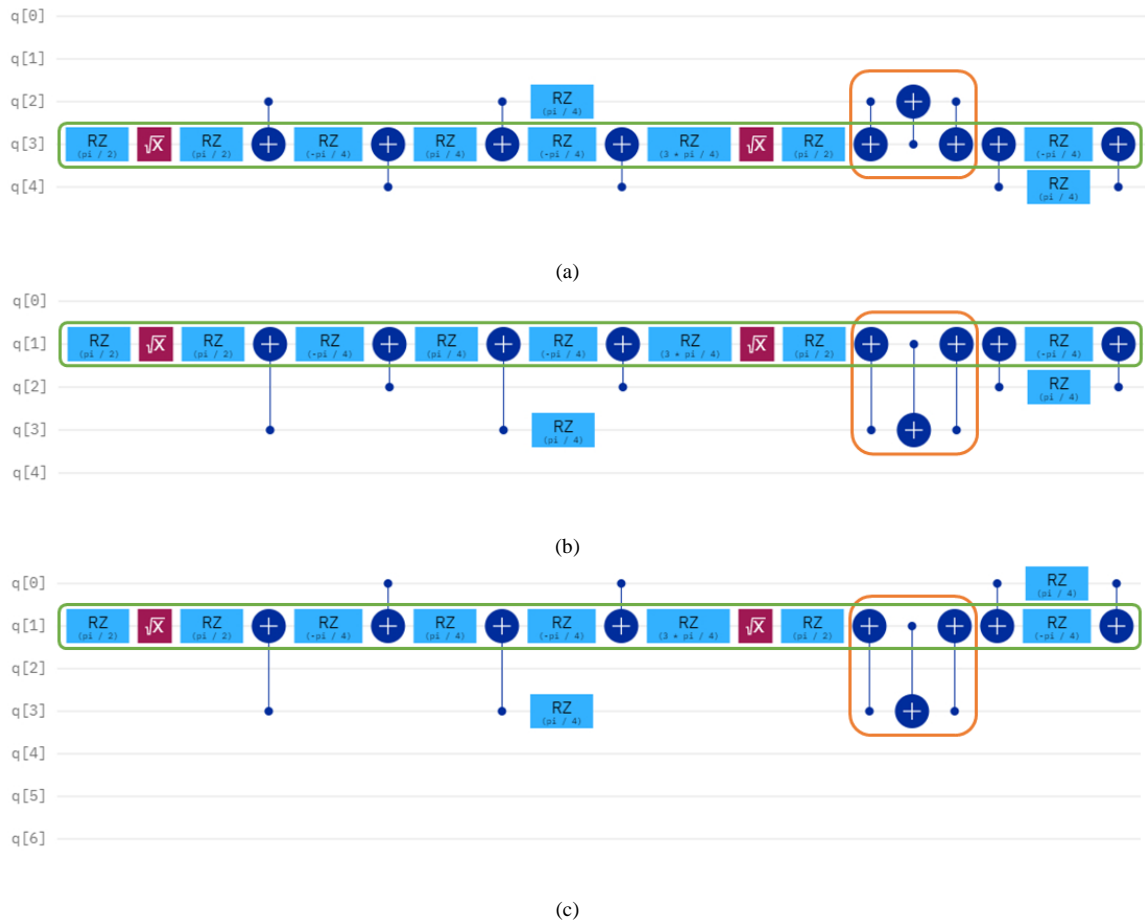 q[0]
q[1]
q[2] RZ (pi / 4)
q[3] RZ (pi / 2) √X RZ (pi / 2) RZ (-pi / 4) RZ (pi / 4) RZ (-pi / 4) RZ (3 * pi / 4) √X RZ (pi / 2) RZ (-pi / 4)
q[4] RZ (pi / 4)
(a)
q[0]
q[1] RZ (pi / 2) √X RZ (pi / 2) RZ (-pi / 4) RZ (pi / 4) RZ (-pi / 4) RZ (3 * pi / 4) √X RZ (pi / 2) RZ (-pi / 4)
q[2] RZ (pi / 4)
q[3] RZ (pi / 4)
q[4]
(b)
q[0] RZ (pi / 4)
q[1] RZ (pi / 2) √X RZ (pi / 2) RZ (-pi / 4) RZ (pi / 4) RZ (-pi / 4) RZ (3 * pi / 4) √X RZ (pi / 2) RZ (-pi / 4)
q[2]
q[3] RZ (pi / 4)
q[4]
q[5]
q[6]
(c)